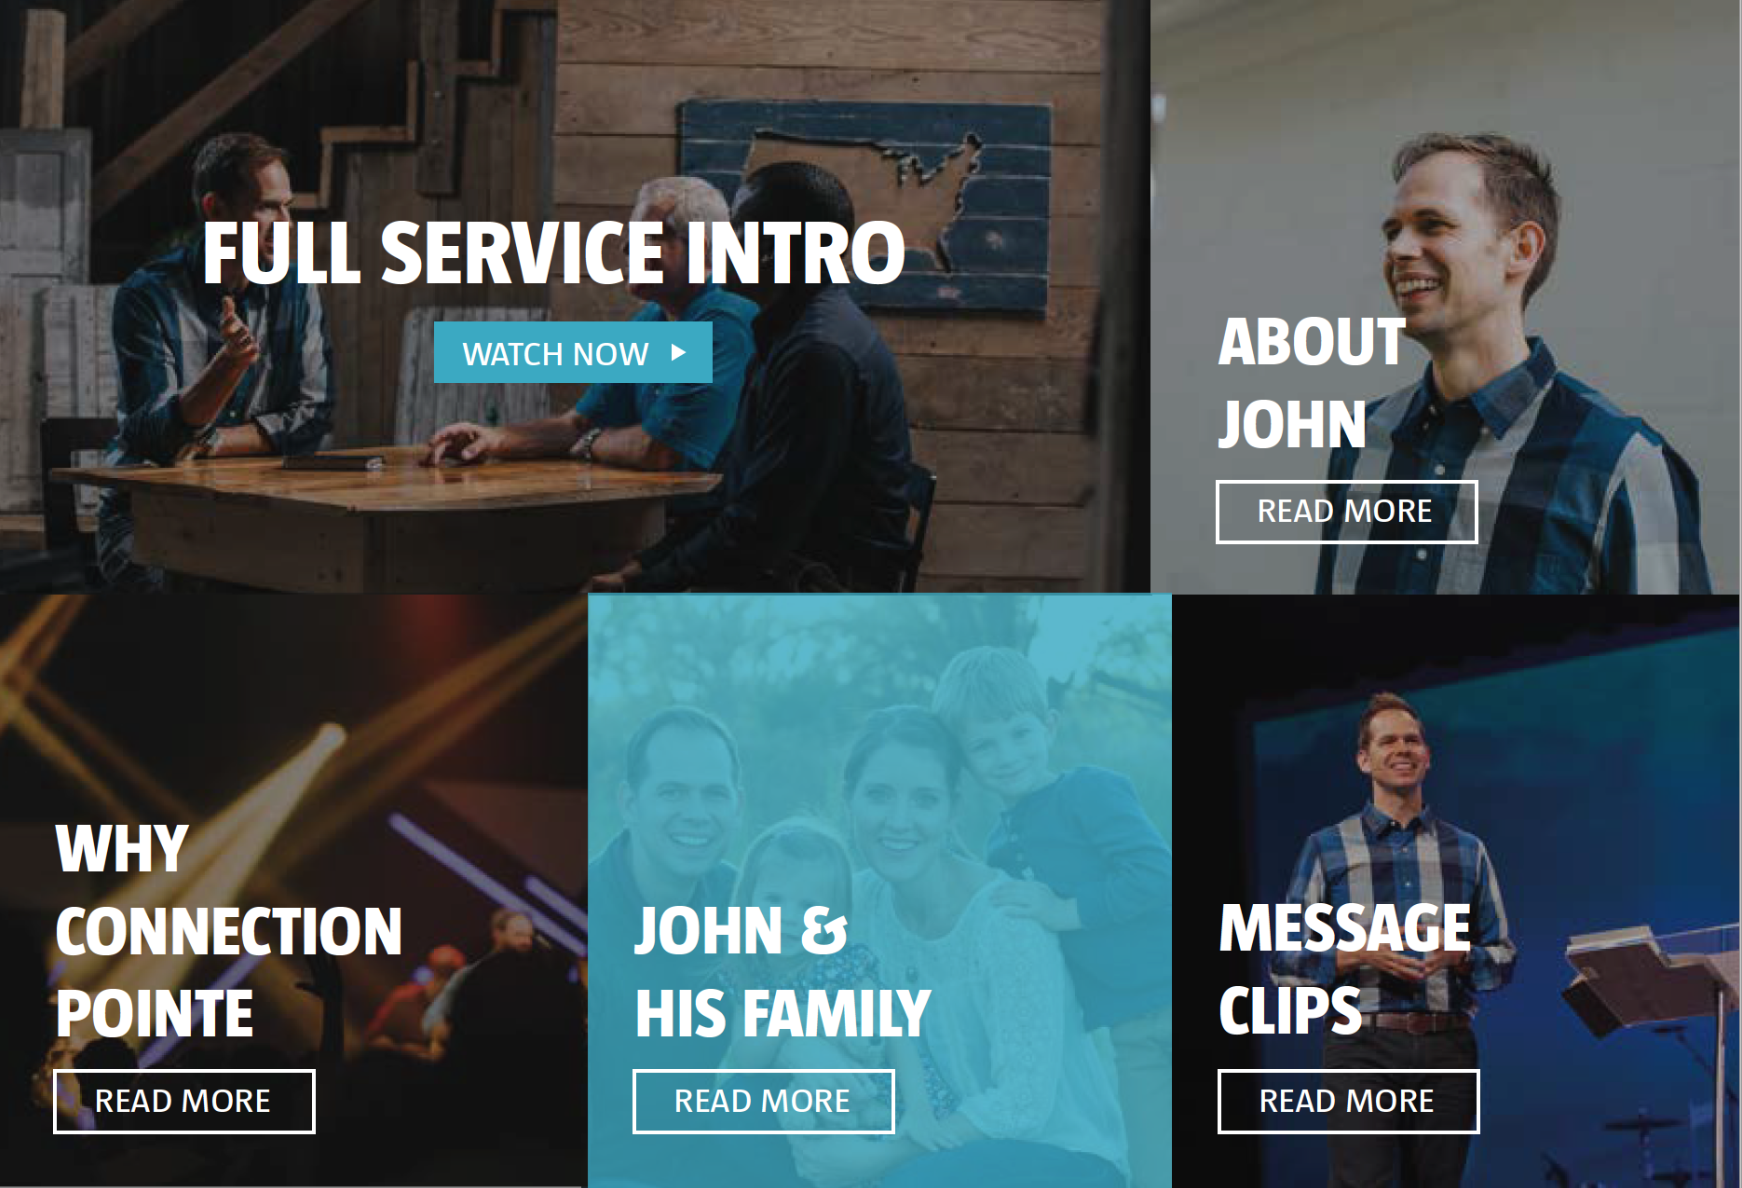 FULL SERVICE INTRO
WATCH NOW
ABOUT
JOHN
READ MORE
WHY
CONNECTION
POINTE
READ MORE
JOHN &
HIS FAMILY
READ MORE
MESSAGE
CLIPS
READ MORE